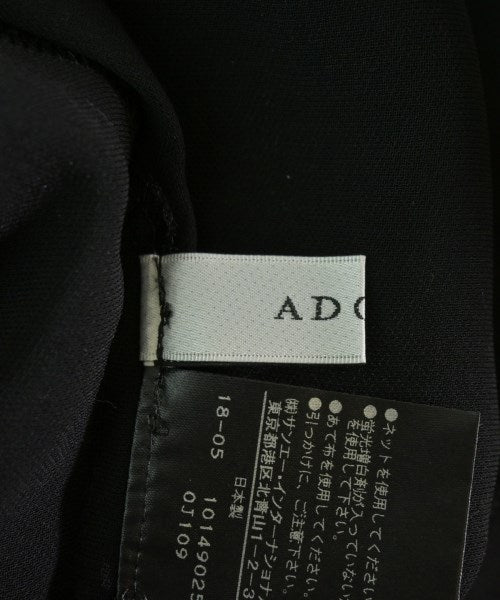 ADO
●ネットを使用してください
●蛍光増白剤が入っていない
を使用して下さい。
●あて布を使用してくださ
●引っかけに、ご注意下さい。
㈱サンエー・インターナショナ
東京都港区北青山1-2-3
日本製
18-05 10149025
0J109